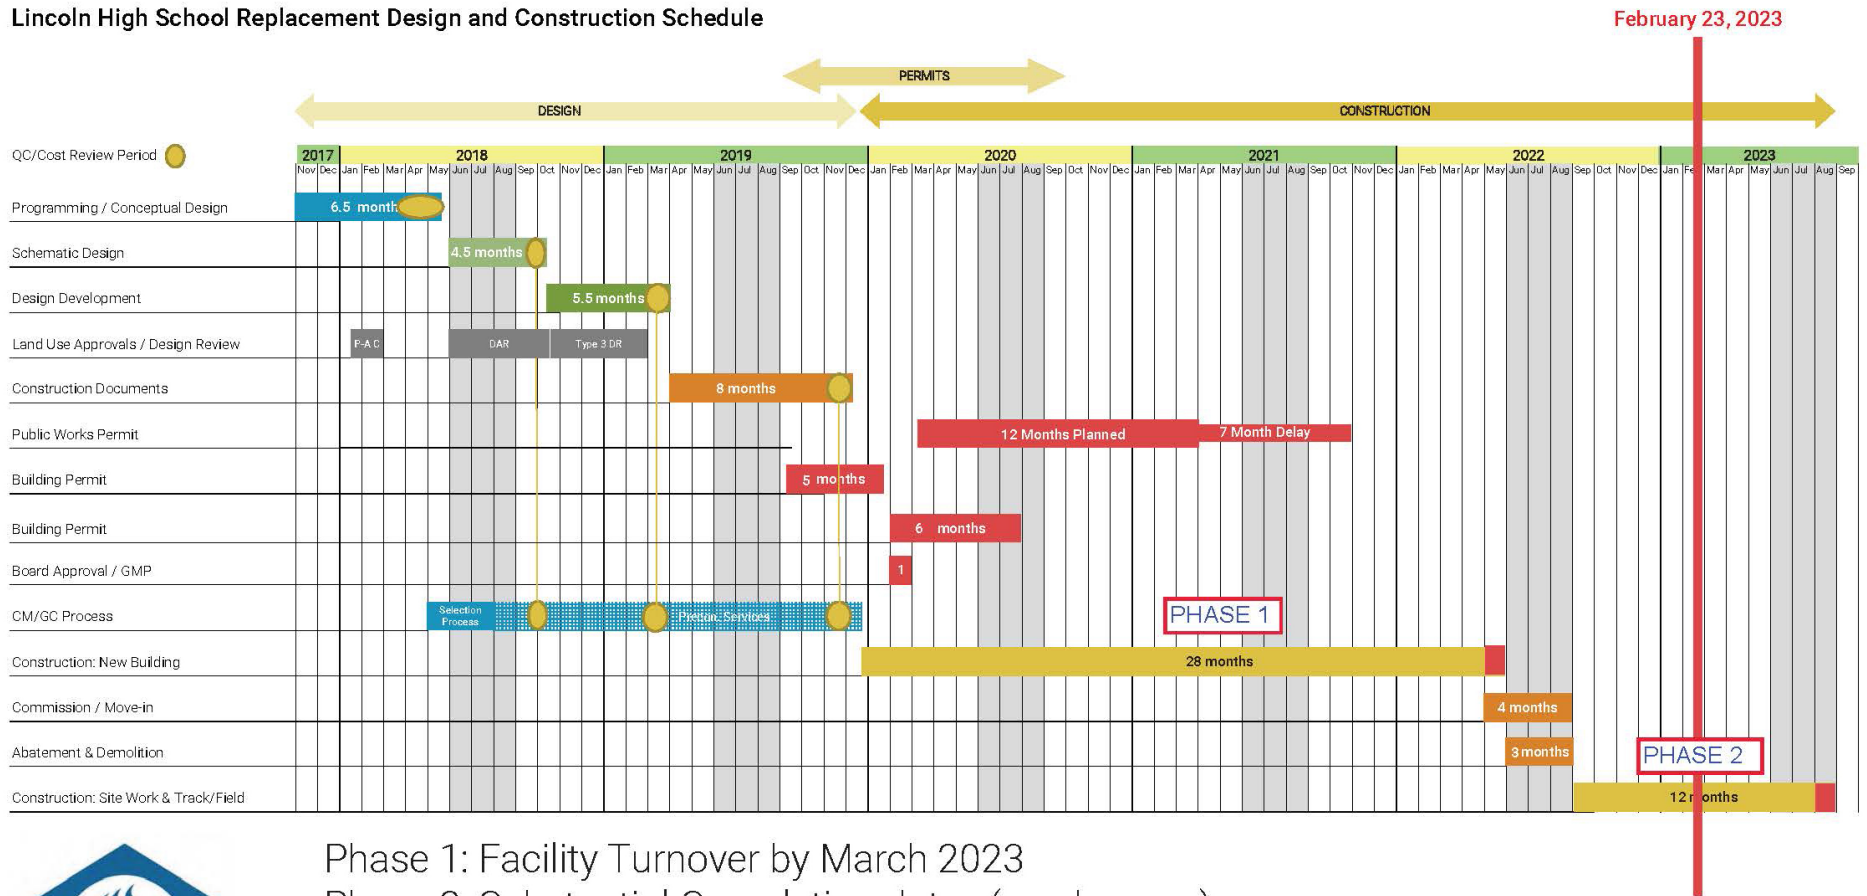 Lincoln High School Replacement Design and Construction Schedule
February 23, 2023
PERMITS
DESIGN
CONSTRUCTION
QC/Cost Review Period
2017 2018 2019 2020 2021 2022 2023
Nov Dec Jan Feb Mar Apr May Jun Jul Aug Sep Oct Nov Dec Jan Feb Mar Apr May Jun Jul Aug Sep Oct Nov Dec Jan Feb Mar Apr May Jun Jul Aug Sep Oct Nov Dec Jan Feb Mar Apr May Jun Jul Aug Sep Oct Nov Dec Jan Feb Mar Apr May Jun Jul Aug Sep Oct Nov Dec Jan Mar Apr May Jun Jul Aug Sep
Programming / Conceptual Design 6.5 month
Schematic Design 4.5 months
Design Development 5.5 months
Land Use Approvals / Design Review P-A C DAR Type 3 DR
Construction Documents 8 months
Public Works Permit 12 Months Planned 7 Month Delay
Building Permit 5 months
Building Permit 6 months
Board Approval / GMP 1
CM/GC Process Selection Process Precon. Services PHASE 1
Construction: New Building 28 months
Commission / Move-in 4 months
Abatement & Demolition 3 months PHASE 2
Construction: Site Work & Track/Field 12 months
Phase 1: Facility Turnover by March 2023